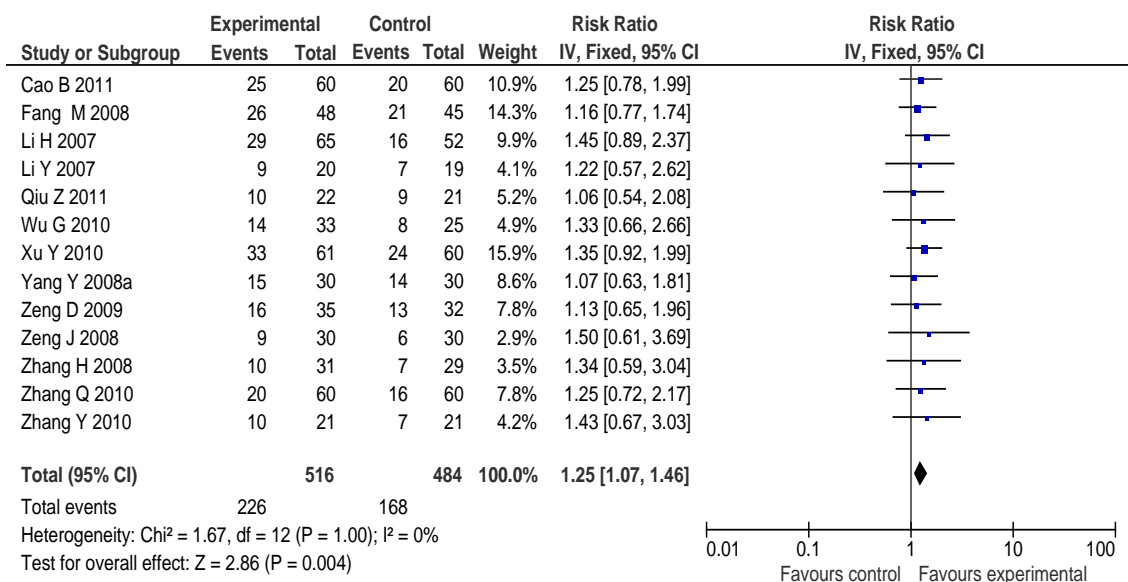 Experimental Control Risk Ratio Risk Ratio
Study or Subgroup Events Total Events Total Weight IV, Fixed, 95% CI IV, Fixed, 95% CI
Cao B 2011 25 60 20 60 10.9% 1.25 [0.78, 1.99]
Fang M 2008 26 48 21 45 14.3% 1.16 [0.77, 1.74]
Li H 2007 29 65 16 52 9.9% 1.45 [0.89, 2.37]
Li Y 2007 9 20 7 19 4.1% 1.22 [0.57, 2.62]
Qiu Z 2011 10 22 9 21 5.2% 1.06 [0.54, 2.08]
Wu G 2010 14 33 8 25 4.9% 1.33 [0.66, 2.66]
Xu Y 2010 33 61 24 60 15.9% 1.35 [0.92, 1.99]
Yang Y 2008a 15 30 14 30 8.6% 1.07 [0.63, 1.81]
Zeng D 2009 16 35 13 32 7.8% 1.13 [0.65, 1.96]
Zeng J 2008 9 30 6 30 2.9% 1.50 [0.61, 3.69]
Zhang H 2008 10 31 7 29 3.5% 1.34 [0.59, 3.04]
Zhang Q 2010 20 60 16 60 7.8% 1.25 [0.72, 2.17]
Zhang Y 2010 10 21 7 21 4.2% 1.43 [0.67, 3.03]
Total (95% CI) 516 484 100.0% 1.25 [1.07, 1.46]
Total events 226 168
Heterogeneity: Chi² = 1.67, df = 12 (P = 1.00); I² = 0%
Test for overall effect: Z = 2.86 (P = 0.004)
0.01 0.1 1 10 100
Favours control Favours experimental